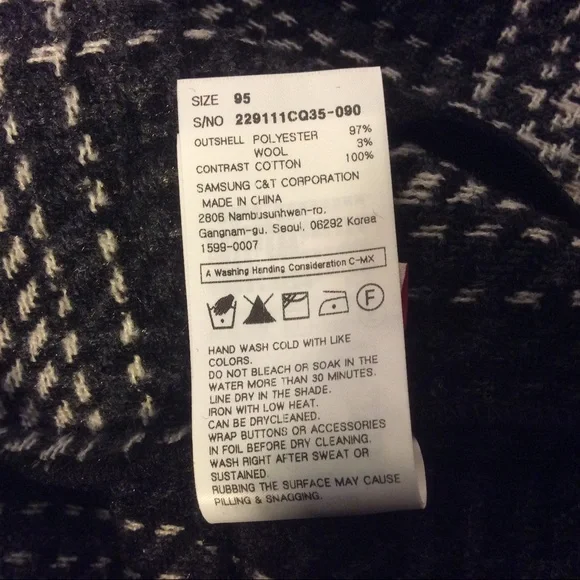 SIZE 95
S/NO 229111CQ35-090
OUTSHELL POLYESTER 97%
WOOL 3%
CONTRAST COTTON 100%
SAMSUNG C&T CORPORATION
MADE IN CHINA
2806 Nambusunhwan-ro,
Gangnam-gu, Seoul, 06292 Korea
1599-0007
A Washing Handing Consideration C-MX
F
HAND WASH COLD WITH LIKE
COLORS.
DO NOT BLEACH OR SOAK IN THE
WATER MORE THAN 30 MINUTES.
LINE DRY IN THE SHADE.
IRON WITH LOW HEAT.
CAN BE DRYCLEANED.
WRAP BUTTONS OR ACCESSORIES
IN FOIL BEFORE DRY CLEANING.
WASH RIGHT AFTER SWEAT OR
SUSTAINED
RUBBING THE SURFACE MAY CAUSE
PILLING & SNAGGING.